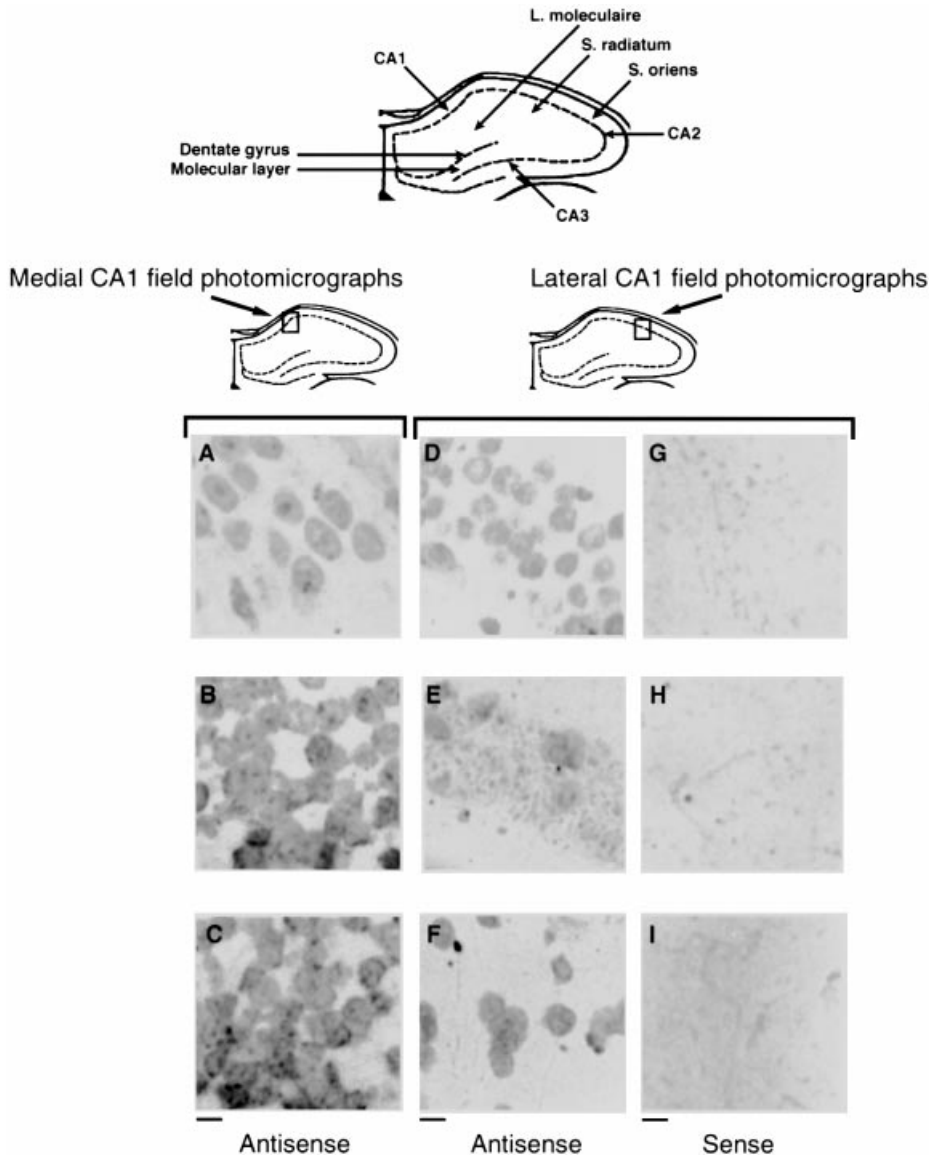 L. moleculaire
S. radiatum
CA1
S. oriens
CA2
Dentate gyrus
Molecular layer
CA3
Medial CA1 field photomicrographs
Lateral CA1 field photomicrographs
A
D
G
B
E
H
C
F
I
Antisense
Antisense
Sense